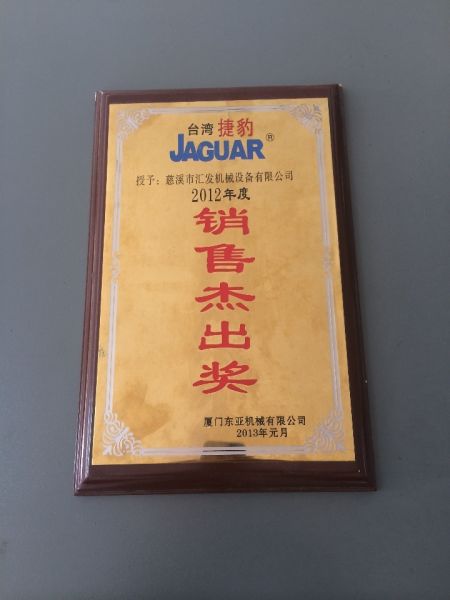 台湾 捷豹
JAGUAR®
授予：慈溪市汇发机械设备有限公司
2012年度
销售杰出奖
厦门东亚机械有限公司
2013年元月